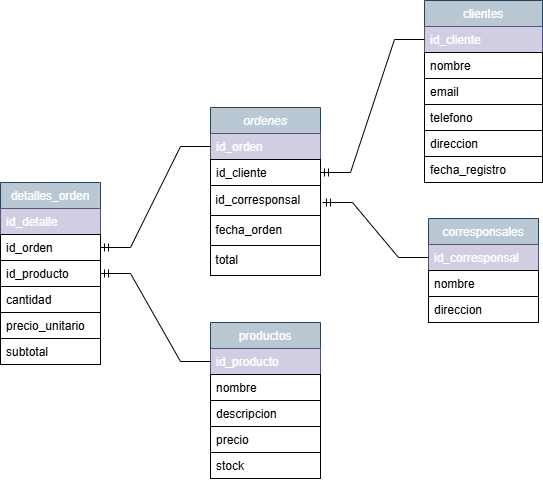 clientes
id_cliente
nombre
email
telefono
direccion
fecha_registro
ordenes
id_orden
id_cliente
id_corresponsal
fecha_orden
total
detalles_orden
id_detalle
id_orden
id_producto
cantidad
precio_unitario
subtotal
corresponsales
id_corresponsal
nombre
direccion
productos
id_producto
nombre
descripcion
precio
stock